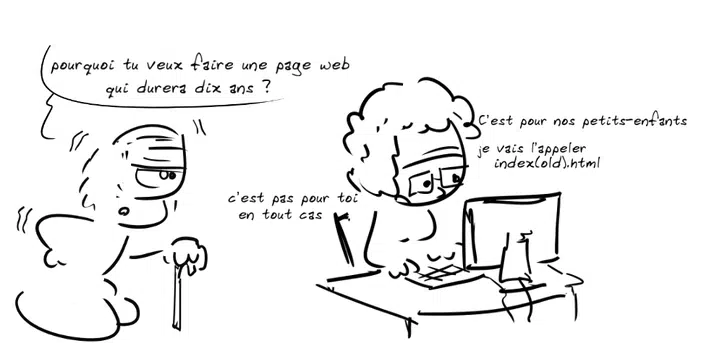 pourquoi tu veux faire une page web
qui durera dix ans ?
C'est pour nos petits-enfants
je vais l'appeler
index(old).html
c'est pas pour toi
en tout cas